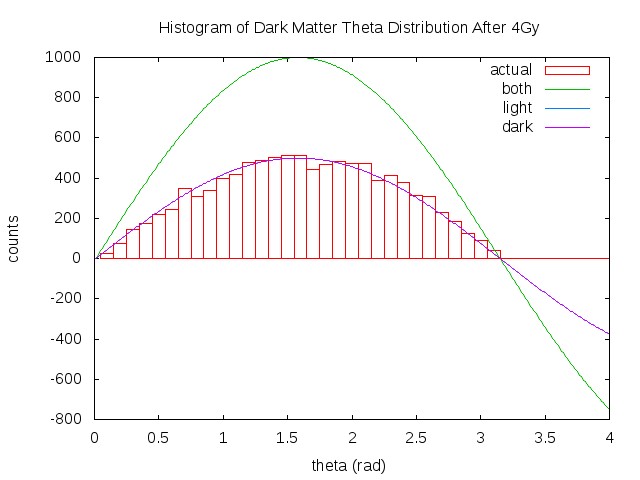 Histogram of Dark Matter Theta Distribution After 4Gy
actual
both
light
dark
1000
800
600
400
200
0
-200
-400
-600
-800
counts
0 0.5 1 1.5 2 2.5 3 3.5 4
theta (rad)